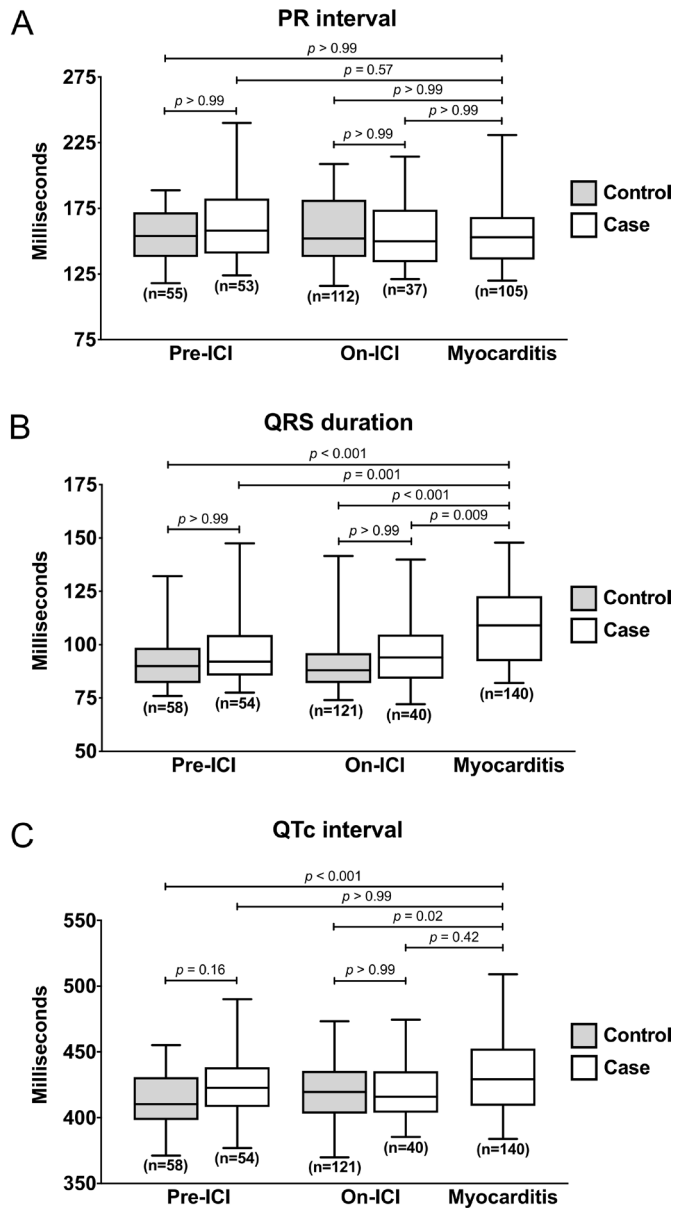 A
PR interval
p > 0.99
p = 0.57
p > 0.99
p > 0.99
p > 0.99
p > 0.99
275
225
175
125
75
Milliseconds
(n=55)
(n=53)
(n=112)
(n=37)
(n=105)
Pre-ICI
On-ICI
Myocarditis
Control
Case
B
QRS duration
p < 0.001
p = 0.001
p < 0.001
p > 0.99
p > 0.99
p = 0.009
175
150
125
100
75
50
Milliseconds
(n=58)
(n=54)
(n=121)
(n=40)
(n=140)
Pre-ICI
On-ICI
Myocarditis
Control
Case
C
QTc interval
p < 0.001
p > 0.99
p = 0.02
p = 0.42
p = 0.16
p > 0.99
550
500
450
400
350
Milliseconds
(n=58)
(n=54)
(n=121)
(n=40)
(n=140)
Pre-ICI
On-ICI
Myocarditis
Control
Case